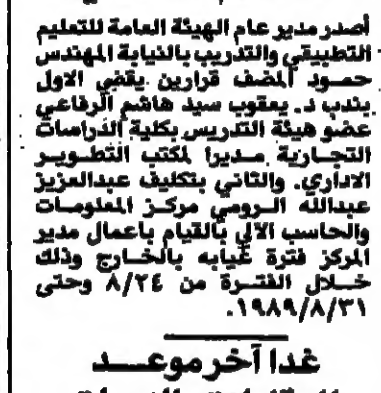 أصدر مدير عام الهيئة العامة للتعليم
التطبيقي والتدريب بالنيابة المهندس
حمود المضف قرارين يقضي الاول
بندب د. يعقوب سيد هاشم الرفاعي
عضو هيئة التدريس بكلية الدراسات
التجارية مديرا لمكتب التطوير
الاداري. والثاني بتكليف عبدالعزيز
عبدالله الرومي مركز المعلومات
والحاسب الآلي بالقيام باعمال مدير
المركز فترة غيابه بالخارج وذلك
خلال الفترة من ٨/٢٤ وحتى
١٩٨٩/٨/٣١.
غدا آخر موعد